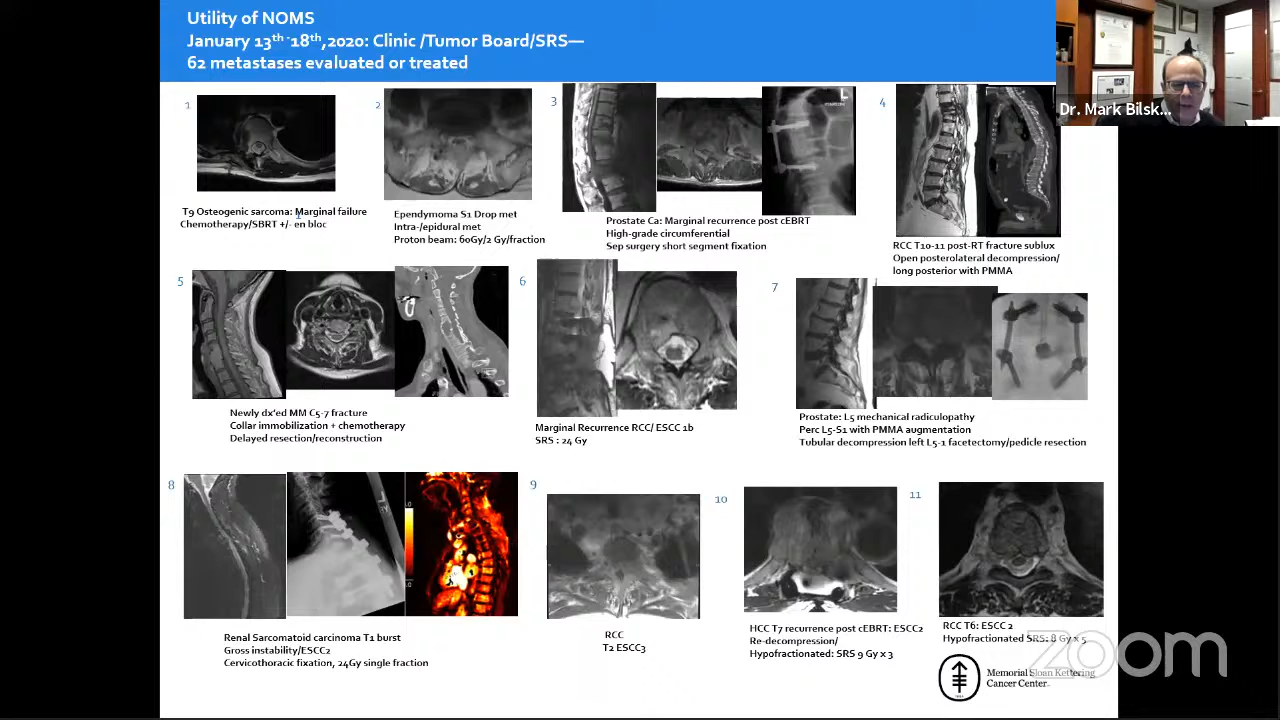 Utility of NOMS
January 13th -18th,2020: Clinic /Tumor Board/SRS—
62 metastases evaluated or treated
Dr. Mark Bilsk...
1
T9 Osteogenic sarcoma: Marginal failure
Chemotherapy/SBRT +/- en bloc
1
2
Ependymoma S1 Drop met
Intra-/epidural met
Proton beam: 60Gy/2 Gy/fraction
3
L
Prostate Ca: Marginal recurrence post cEBRT
High-grade circumferential
Sep surgery short segment fixation
4
RCC T10-11 post-RT fracture sublux
Open posterolateral decompression/
long posterior with PMMA
5
Newly dx'ed MM C5-7 fracture
Collar immobilization + chemotherapy
Delayed resection/reconstruction
6
Marginal Recurrence RCC/ ESCC 1b
SRS : 24 Gy
7
Prostate: L5 mechanical radiculopathy
Perc L5-S1 with PMMA augmentation
Tubular decompression left L5-1 facetectomy/pedicle resection
8
Renal Sarcomatoid carcinoma T1 burst
Gross instability/ESCC2
Cervicothoracic fixation, 24Gy single fraction
9
RCC
T2 ESCC3
10
HCC T7 recurrence post cEBRT: ESCC2
Re-decompression/
Hypofractionated: SRS 9 Gy x 3
11
RCC T6: ESCC 2
Hypofractionated SRS: 8 Gy x 5
Memorial Sloan Kettering
Cancer Center
zoom